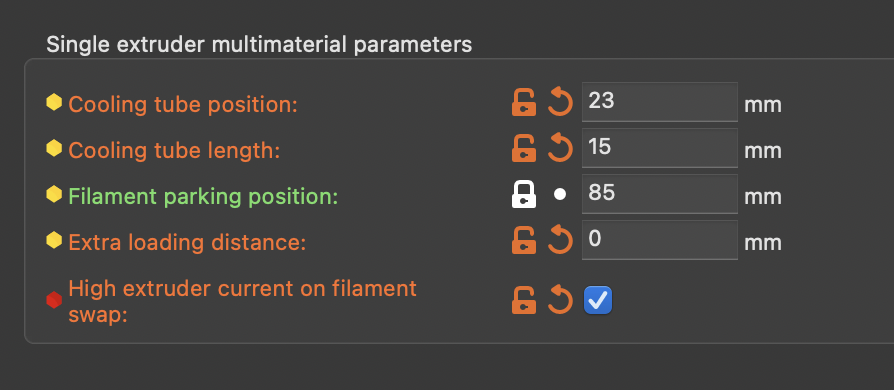 Single extruder multimaterial parameters
Cooling tube position: 23 mm
Cooling tube length: 15 mm
Filament parking position: 85 mm
Extra loading distance: 0 mm
High extruder current on filament
swap: